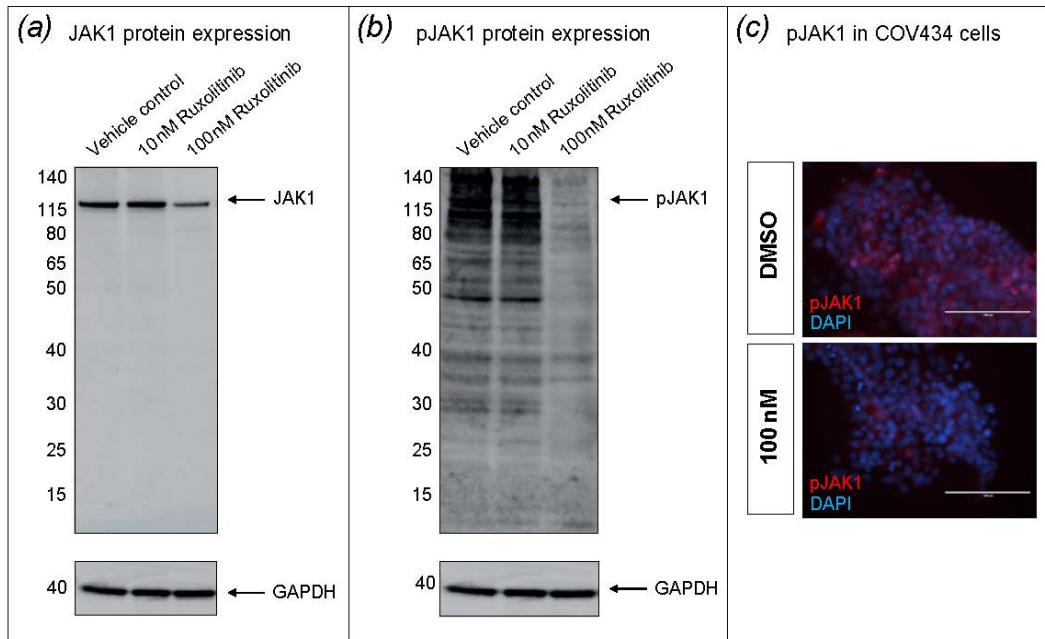 (a) JAK1 protein expression
Vehicle control
10nM Ruxolitinib
100nM Ruxolitinib
140
115
80
65
50
40
30
25
15
JAK1
40
GAPDH
(b) pJAK1 protein expression
Vehicle control
10nM Ruxolitinib
100nM Ruxolitinib
140
115
80
65
50
40
30
25
15
pJAK1
40
GAPDH
(c) pJAK1 in COV434 cells
DMSO
pJAK1
DAPI
100 nM
pJAK1
DAPI